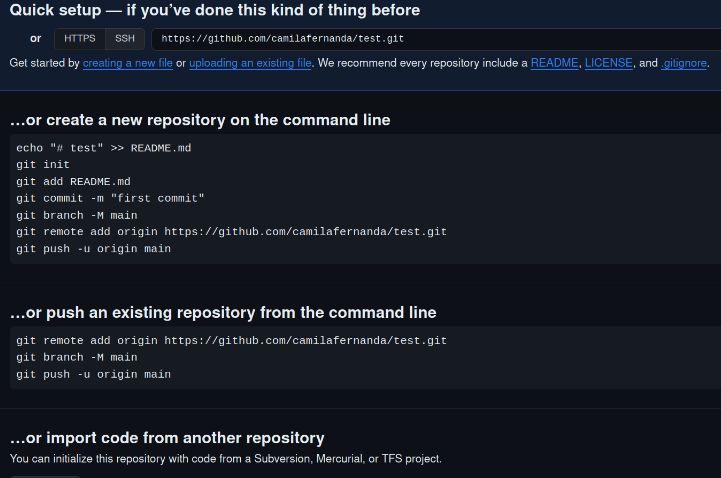 Quick setup — if you’ve done this kind of thing before
or HTTPS SSH https://github.com/camilafernanda/test.git
Get started by creating a new file or uploading an existing file. We recommend every repository include a README, LICENSE, and .gitignore.
…or create a new repository on the command line
echo "# test" >> README.md
git init
git add README.md
git commit -m "first commit"
git branch -M main
git remote add origin https://github.com/camilafernanda/test.git
git push -u origin main
…or push an existing repository from the command line
git remote add origin https://github.com/camilafernanda/test.git
git branch -M main
git push -u origin main
…or import code from another repository
You can initialize this repository with code from a Subversion, Mercurial, or TFS project.